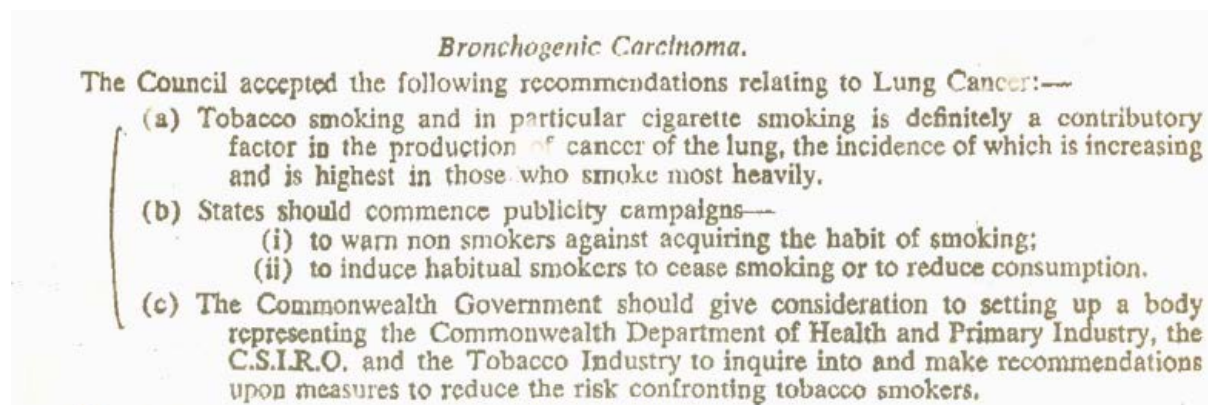 Bronchogenic Carcinoma.
The Council accepted the following recommendations relating to Lung Cancer:—
(a) Tobacco smoking and in particular cigarette smoking is definitely a contributory
factor in the production of cancer of the lung, the incidence of which is increasing
and is highest in those who smoke most heavily.
(b) States should commence publicity campaigns—
(i) to warn non smokers against acquiring the habit of smoking;
(ii) to induce habitual smokers to cease smoking or to reduce consumption.
(c) The Commonwealth Government should give consideration to setting up a body
representing the Commonwealth Department of Health and Primary Industry, the
C.S.I.R.O. and the Tobacco Industry to inquire into and make recommendations
upon measures to reduce the risk confronting tobacco smokers.